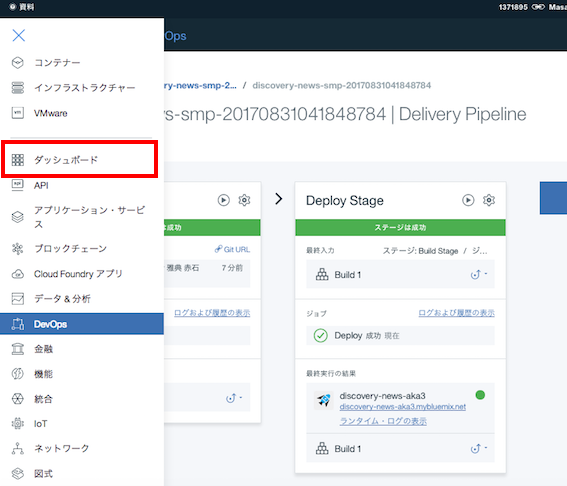 資料
1371895
Masa
DevOps
コンテナー
インフラストラクチャー
VMware
ダッシュボード
API
アプリケーション・サービ
ス
ブロックチェーン
Cloud Foundry アプリ
データ & 分析
DevOps
金融
機能
統合
IoT
ネットワーク
図式
ry-news-smp-2... / discovery-news-smp-20170831041848784
s-smp-20170831041848784 | Delivery Pipeline
は成功
Git URL
雅典 赤石 7 分前
ログおよび履歴の表示
Deploy Stage
ステージは成功
最終入力 ステージ: Build Stage / ジ...
Build 1
ジョブ ログおよび履歴の表示
Deploy 成功 現在
最終実行の結果
discovery-news-aka3
discovery-news-aka3.mybluemix.net
ランタイム・ログの表示
Build 1